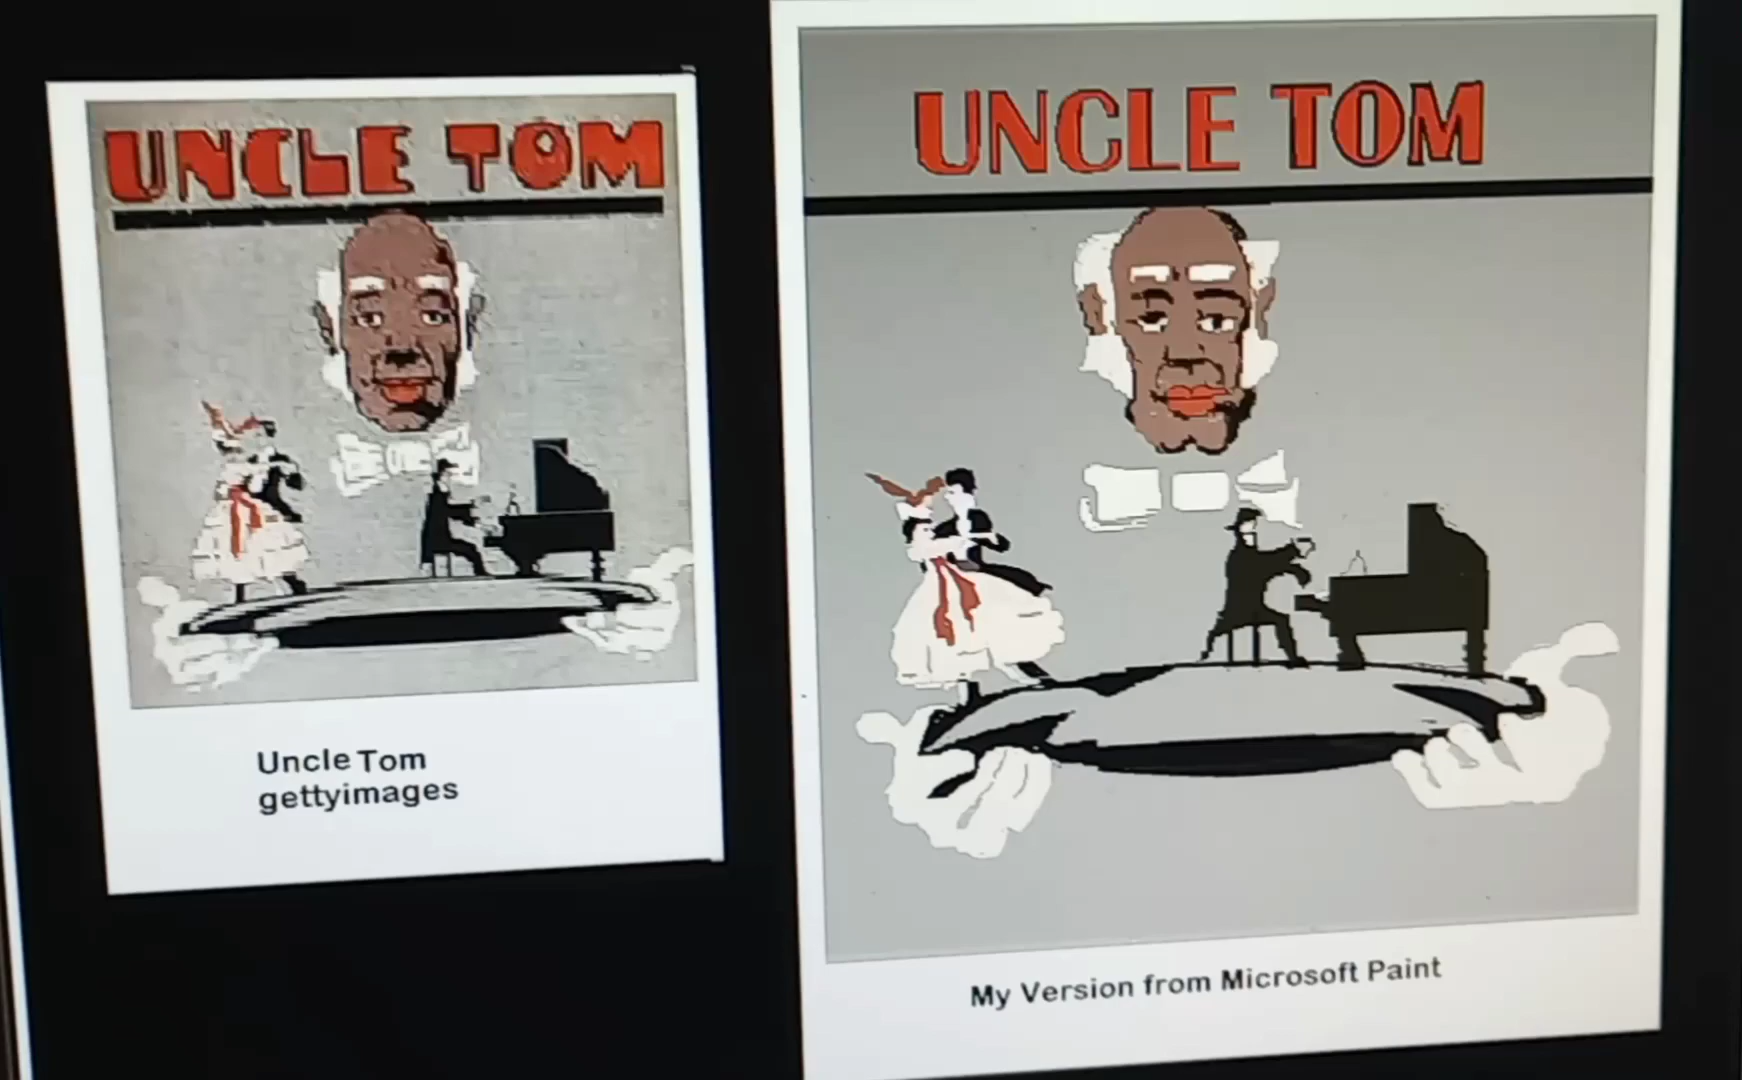 UNCLE TOM
Uncle Tom
gettyimages
UNCLE TOM
My Version from Microsoft Paint